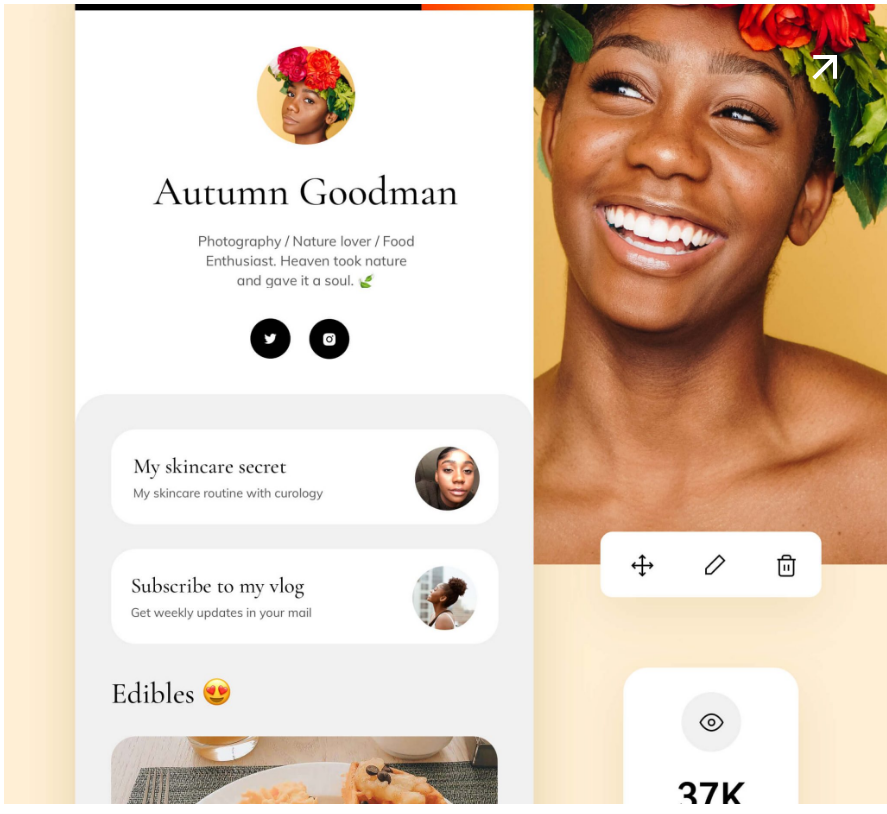 Autumn Goodman
Photography / Nature lover / Food
Enthusiast. Heaven took nature
and gave it a soul. 🌿
My skincare secret
My skincare routine with curology
Subscribe to my vlog
Get weekly updates in your mail
Edibles 😍
37K